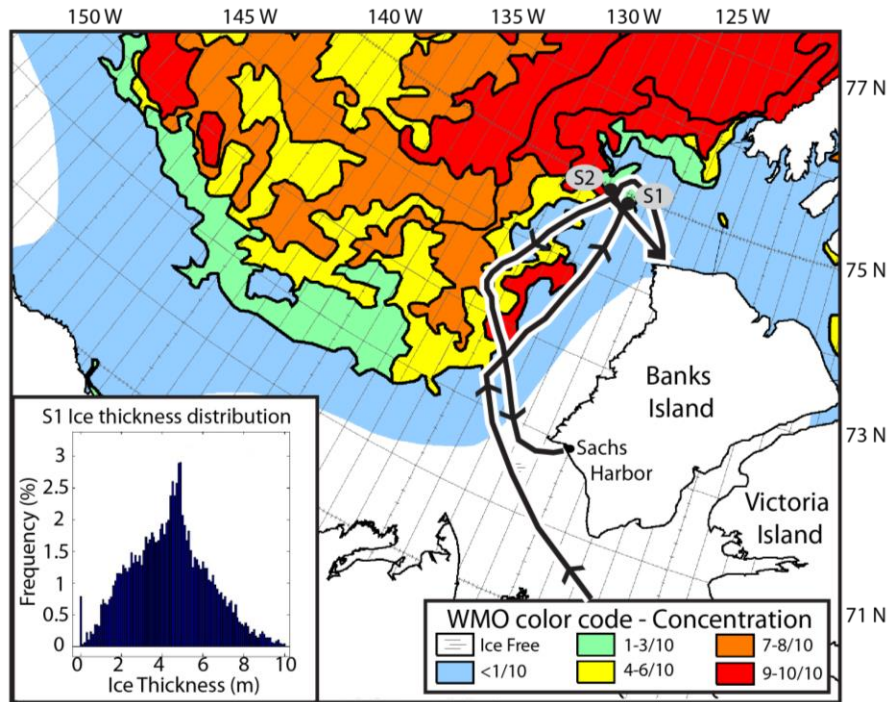 150 W 145 W 140 W 135 W 130 W 125 W
77 N
S2
S1
75 N
Banks
Island
S1 Ice thickness distribution
73 N
Sachs
Harbor
3
2.5
Victoria
Island
2
1.5
1
0.5
0
Frequency (%)
71 N
WMO color code - Concentration
Ice Free 1-3/10 7-8/10
<1/10 4-6/10 9-10/10
0 2 4 6 8 10
Ice Thickness (m)